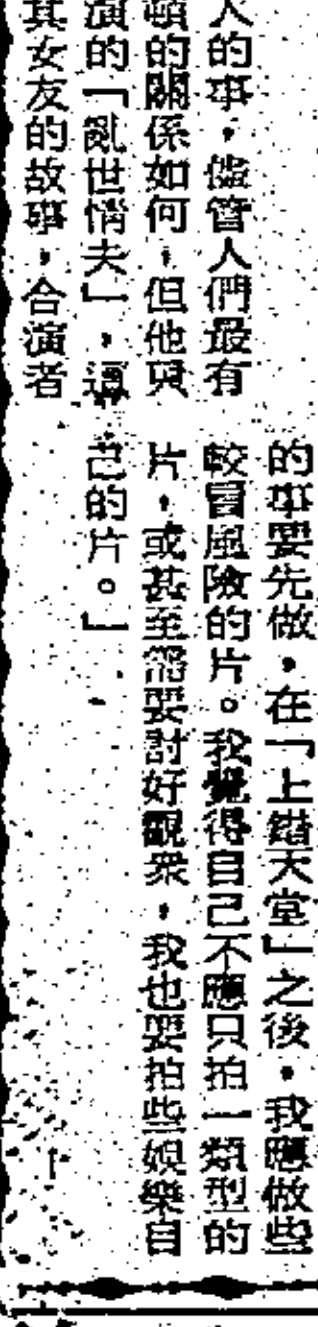 人的事，儘管人們最有
頓的關係如何，但他只
演的「亂世情夫」，這
其女友的故事，合演者
的事要先做，在「上錯天堂」之後，我應做些
較冒風險的片。我覺得自己不應只拍一類型的
片，或甚至需要討好觀衆，我也要拍些娛樂自
己的片。」